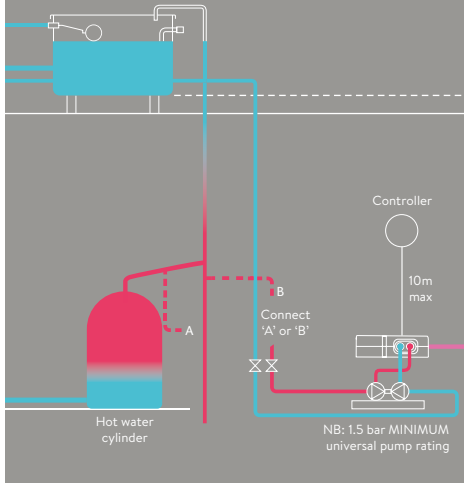 Controller
10m
max
B
Connect
‘A’ or ‘B’
A
Hot water
cylinder
NB: 1.5 bar MINIMUM
universal pump rating